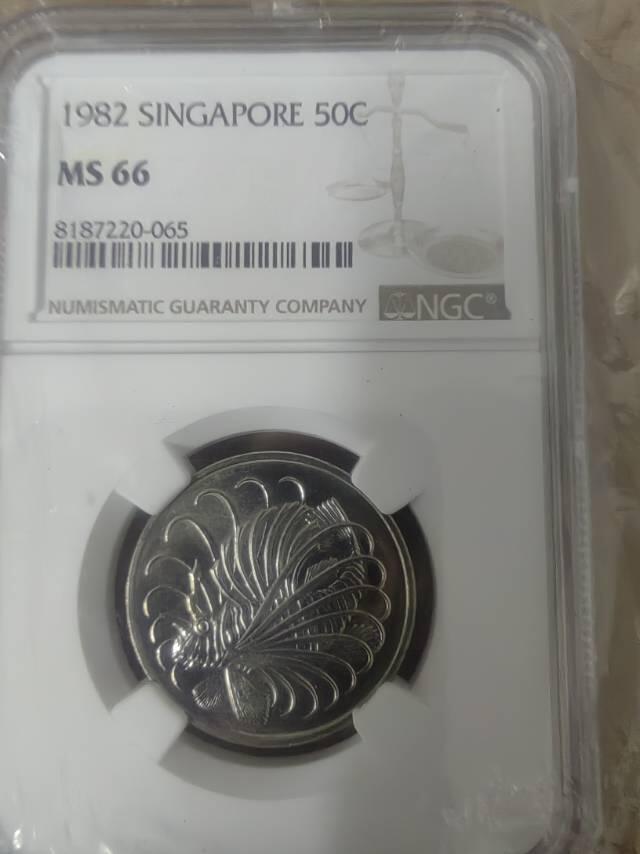 1982 SINGAPORE 50C
MS 66
8187220-065
NUMISMATIC GUARANTY COMPANY NGC®